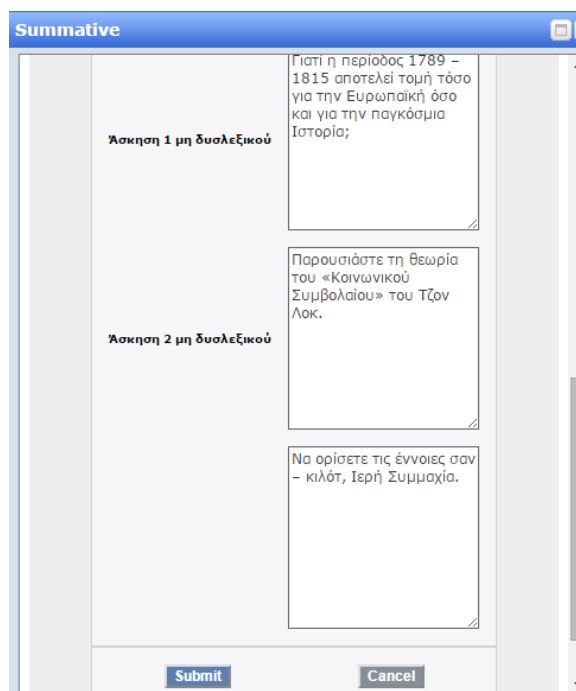 Summative
Γιατί η περίοδος 1789 –
1815 αποτελεί τομή τόσο
για την Ευρωπαϊκή όσο
και για την παγκόσμια
Ιστορία;
Άσκηση 1 μη δυσλεξικού
Παρουσιάστε τη θεωρία
του «Κοινωνικού
Συμβολαίου» του Τζον
Λοκ.
Άσκηση 2 μη δυσλεξικού
Να ορίσετε τις έννοιες σαν
– κιλότ, Ιερή Συμμαχία.
Submit Cancel